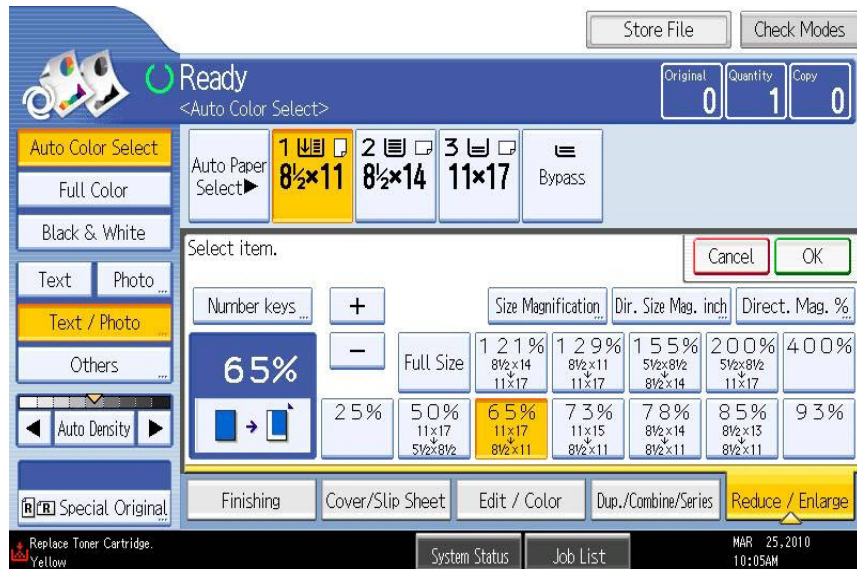 Store File
Check Modes
Ready
<Auto Color Select>
Original 0
Quantity 1
Copy 0
Auto Color Select
Full Color
Black & White
Text
Photo
Text / Photo
Others
Auto Density
R R Special Original
Auto Paper
Select▶
1 8½×11
2 8½×14
3 11×17
Bypass
Select item.
Cancel
OK
Number keys
+
Size Magnification
Dir. Size Mag. inch
Direct. Mag. %
65%
−
Full Size
121%
8½×14
11×17
129%
8½×11
11×17
155%
5½×8½
8½×14
200%
5½×8½
11×17
400%
25%
50%
11×17
5½×8½
65%
11×17
8½×11
73%
11×15
8½×11
78%
8½×14
8½×11
85%
8½×13
8½×11
93%
Finishing
Cover/Slip Sheet
Edit / Color
Dup./Combine/Series
Reduce / Enlarge
Replace Toner Cartridge.
Yellow
System Status
Job List
MAR 25,2010
10:05AM